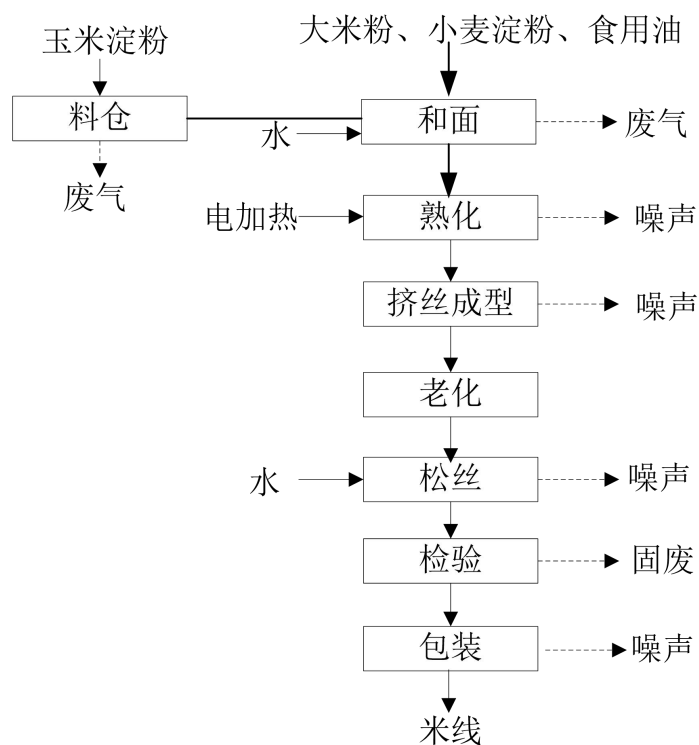 玉米淀粉
大米粉、小麦淀粉、食用油
料仓
和面
废气
水
废气
电加热
熟化
噪声
挤丝成型
噪声
老化
水
松丝
噪声
检验
固废
包装
噪声
米线